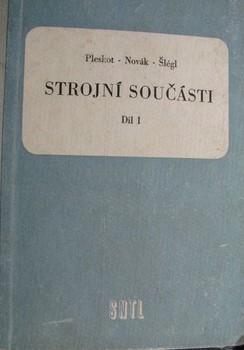 Pleskot - Novák - Šlégl
STROJNÍ SOUČÁSTI
Díl I
SNTL